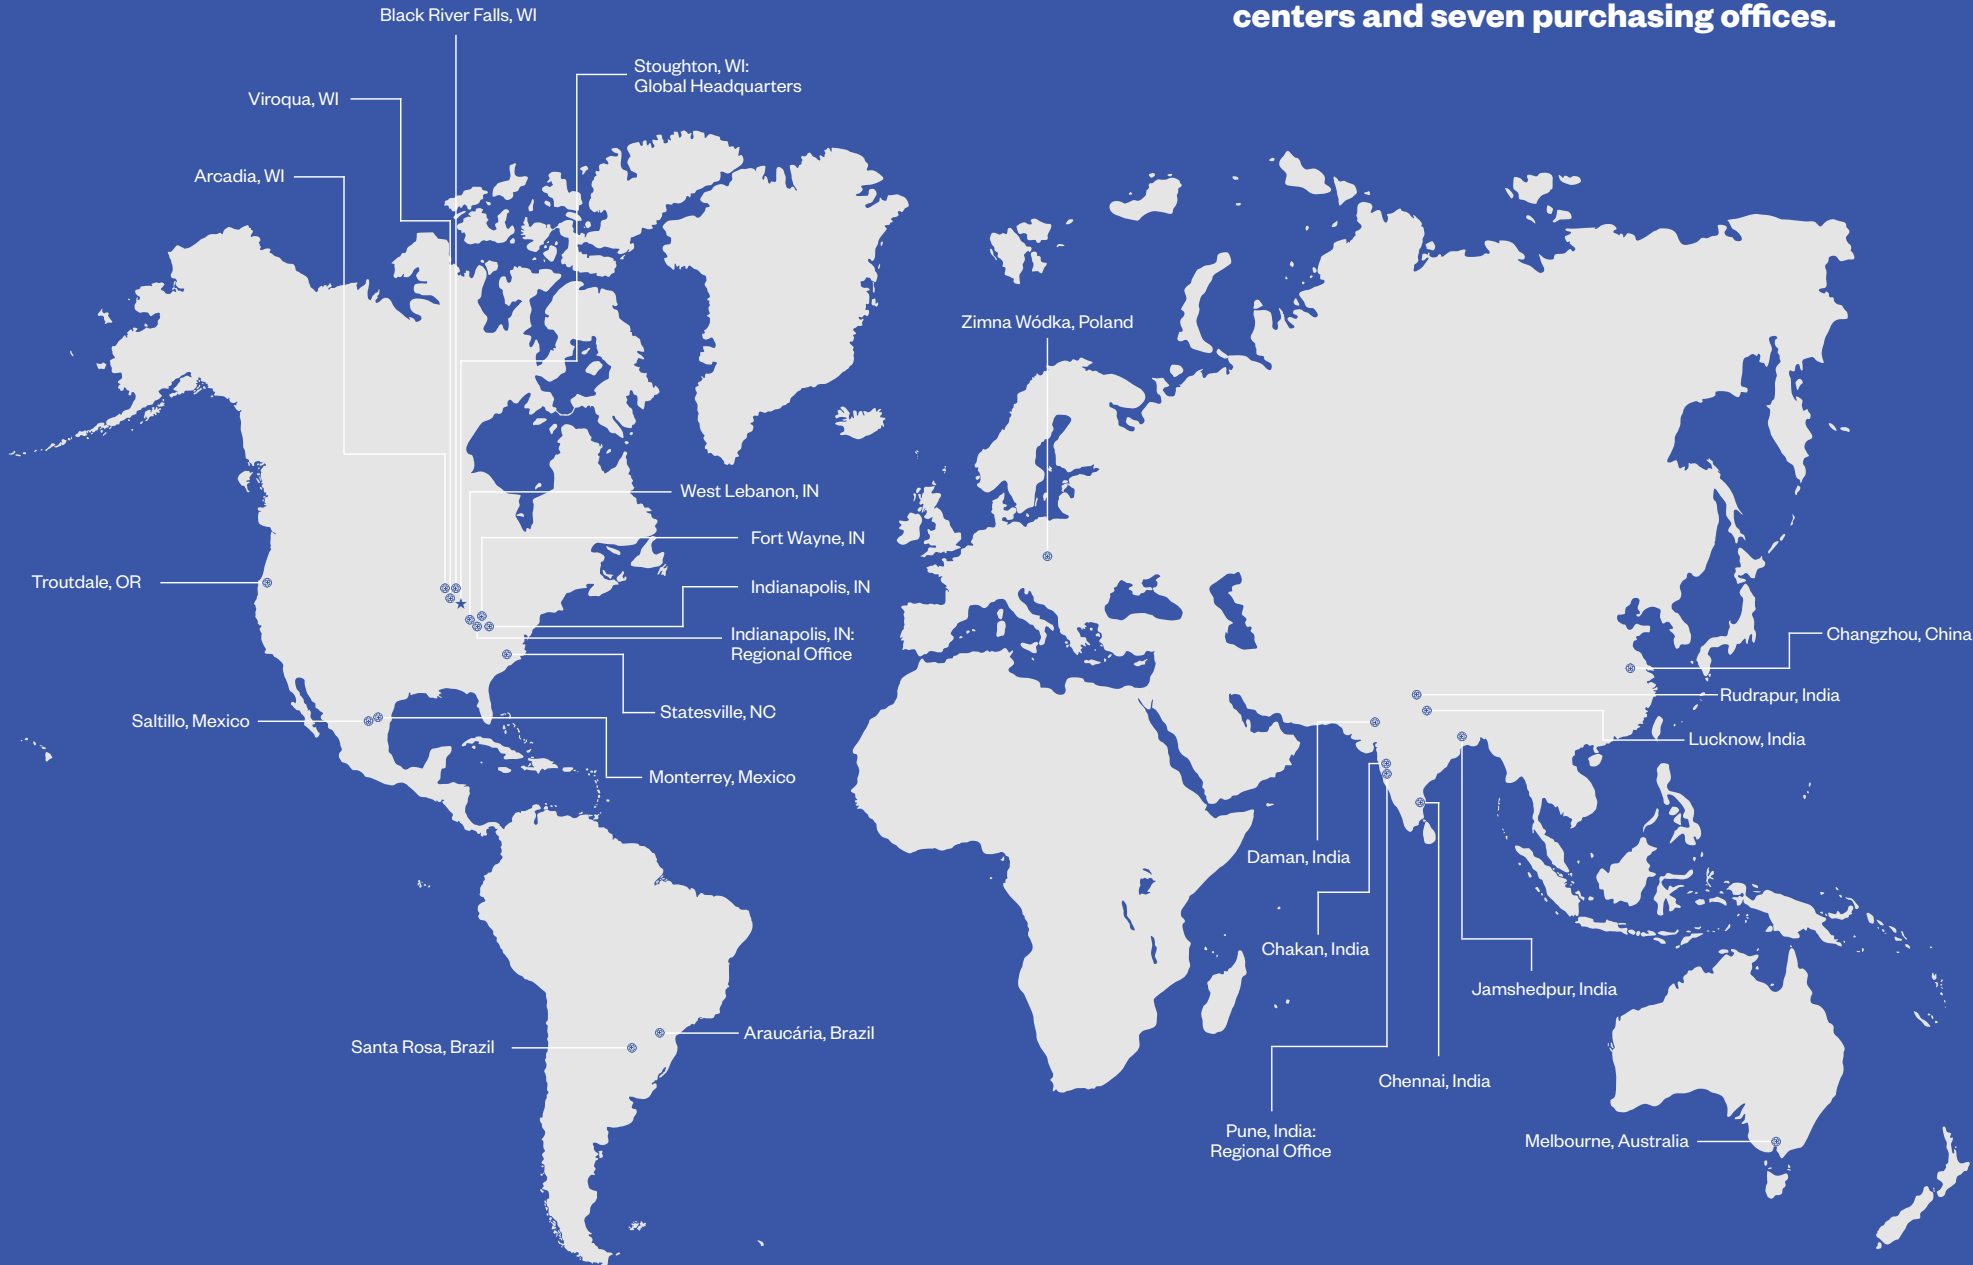 centers and seven purchasing offices.
Black River Falls, WI
Stoughton, WI:
Global Headquarters
Viroqua, WI
Arcadia, WI
Zimna Wódka, Poland
West Lebanon, IN
Fort Wayne, IN
Troutdale, OR
Indianapolis, IN
Indianapolis, IN:
Regional Office
Changzhou, China
Rudrapur, India
Statesville, NC
Saltillo, Mexico
Lucknow, India
Monterrey, Mexico
Daman, India
Chakan, India
Jamshedpur, India
Araucária, Brazil
Santa Rosa, Brazil
Chennai, India
Pune, India:
Regional Office
Melbourne, Australia